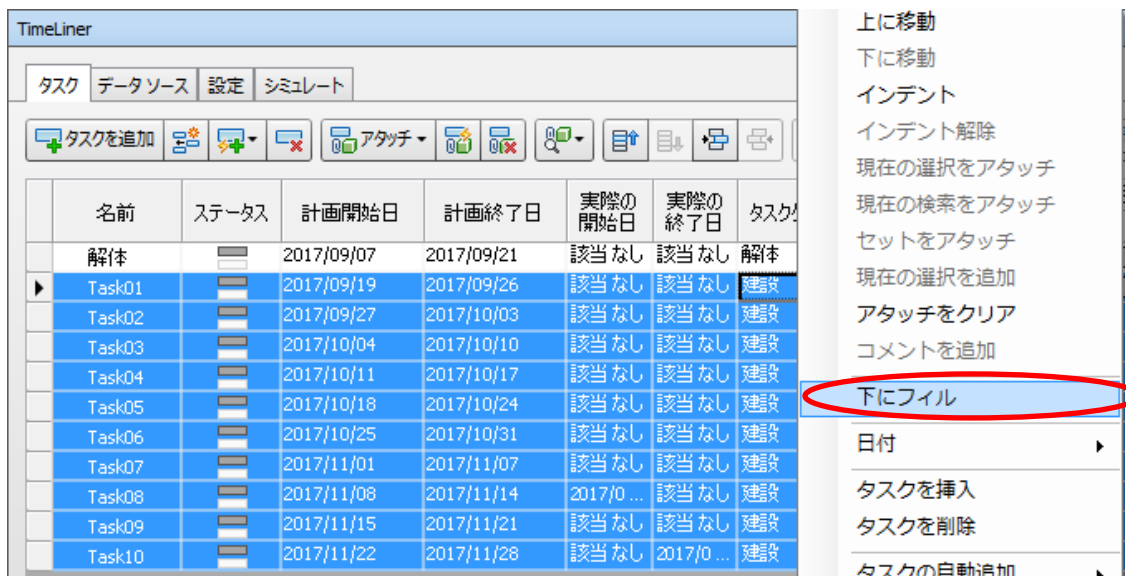 TimeLiner
タスク データ ソース 設定 シミュレート
タスクを追加 アタッチ
名前 ステータス 計画開始日 計画終了日 実際の開始日 実際の終了日 タスク
解体 2017/09/07 2017/09/21 該当なし 該当なし 解体
Task01 2017/09/19 2017/09/26 該当なし 該当なし 建設
Task02 2017/09/27 2017/10/03 該当なし 該当なし 建設
Task03 2017/10/04 2017/10/10 該当なし 該当なし 建設
Task04 2017/10/11 2017/10/17 該当なし 該当なし 建設
Task05 2017/10/18 2017/10/24 該当なし 該当なし 建設
Task06 2017/10/25 2017/10/31 該当なし 該当なし 建設
Task07 2017/11/01 2017/11/07 該当なし 該当なし 建設
Task08 2017/11/08 2017/11/14 2017/0... 該当なし 建設
Task09 2017/11/15 2017/11/21 該当なし 該当なし 建設
Task10 2017/11/22 2017/11/28 該当なし 2017/0... 建設
上に移動
下に移動
インデント
インデント解除
現在の選択をアタッチ
現在の検索をアタッチ
セットをアタッチ
現在の選択を追加
アタッチをクリア
コメントを追加
下にフィル
日付
タスクを挿入
タスクを削除
タスクの自動追加